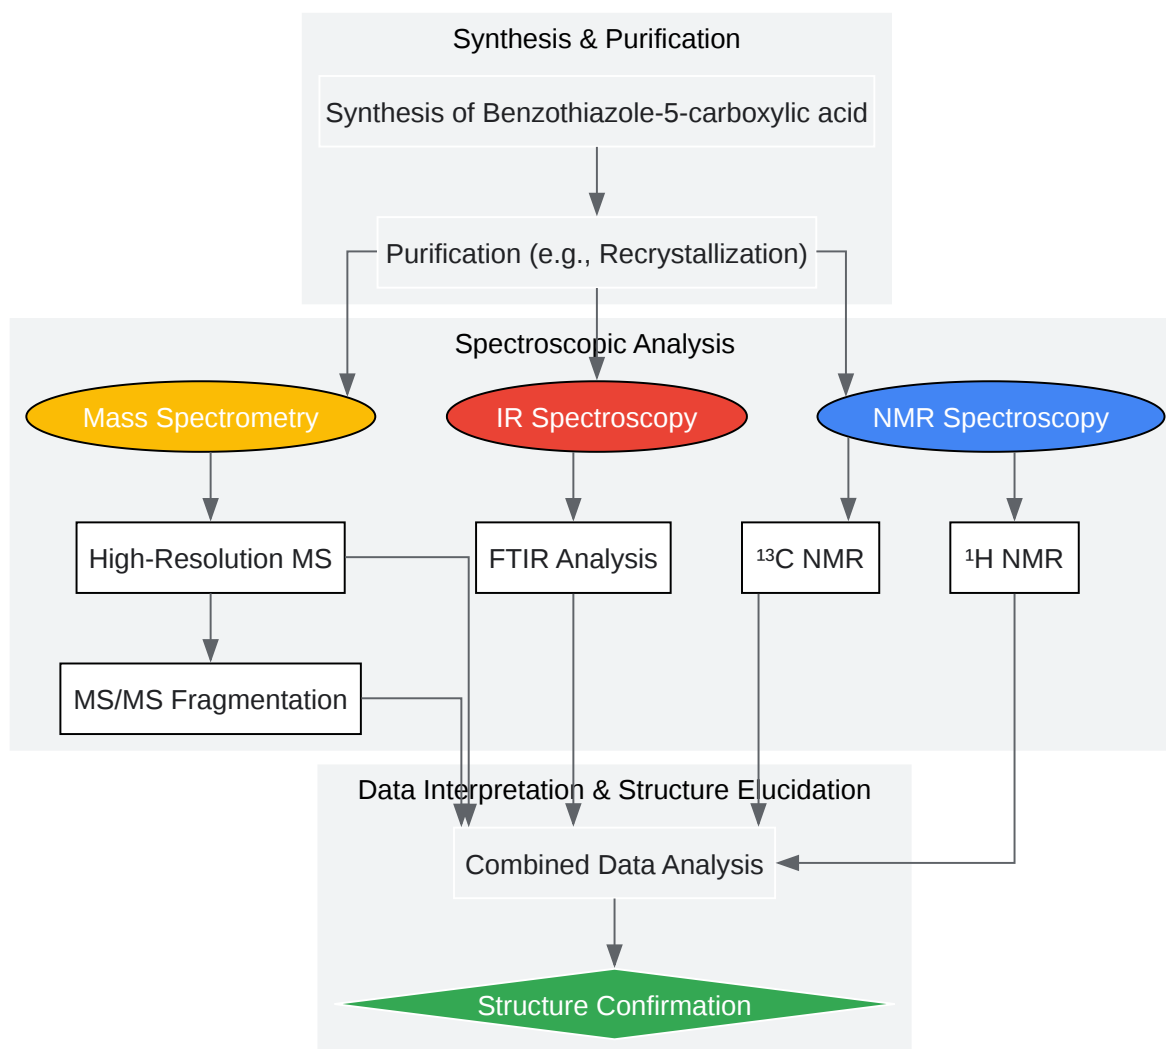 Synthesis & Purification
Synthesis of Benzothiazole-5-carboxylic acid
Purification (e.g., Recrystallization)
Spectroscopic Analysis
Mass Spectrometry
IR Spectroscopy
NMR Spectroscopy
High-Resolution MS
FTIR Analysis
¹³C NMR
¹H NMR
MS/MS Fragmentation
Data Interpretation & Structure Elucidation
Combined Data Analysis
Structure Confirmation